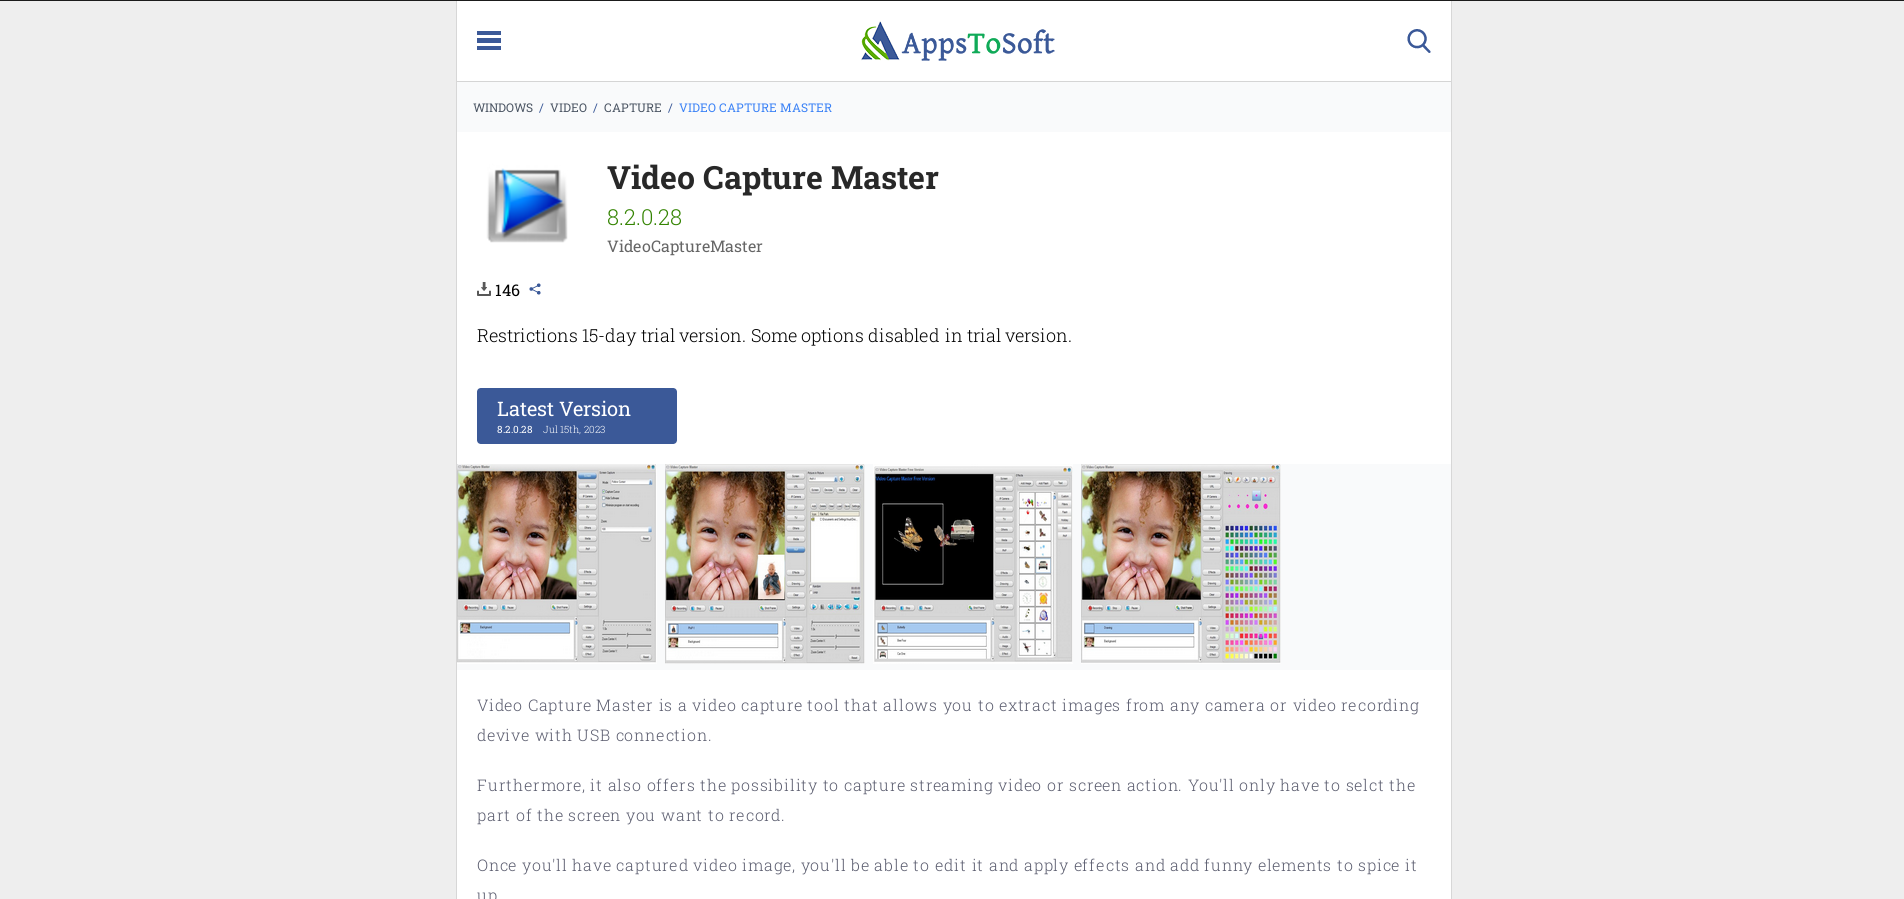 AppsToSoft
WINDOWS / VIDEO / CAPTURE / VIDEO CAPTURE MASTER
Video Capture Master
8.2.0.28
VideoCaptureMaster
146
Restrictions 15-day trial version. Some options disabled in trial version.
Latest Version
8.2.0.28 Jul 15th, 2023
Video Capture Master is a video capture tool that allows you to extract images from any camera or video recording
devive with USB connection.
Furthermore, it also offers the possibility to capture streaming video or screen action. You'll only have to selct the
part of the screen you want to record.
Once you'll have captured video image, you'll be able to edit it and apply effects and add funny elements to spice it
up